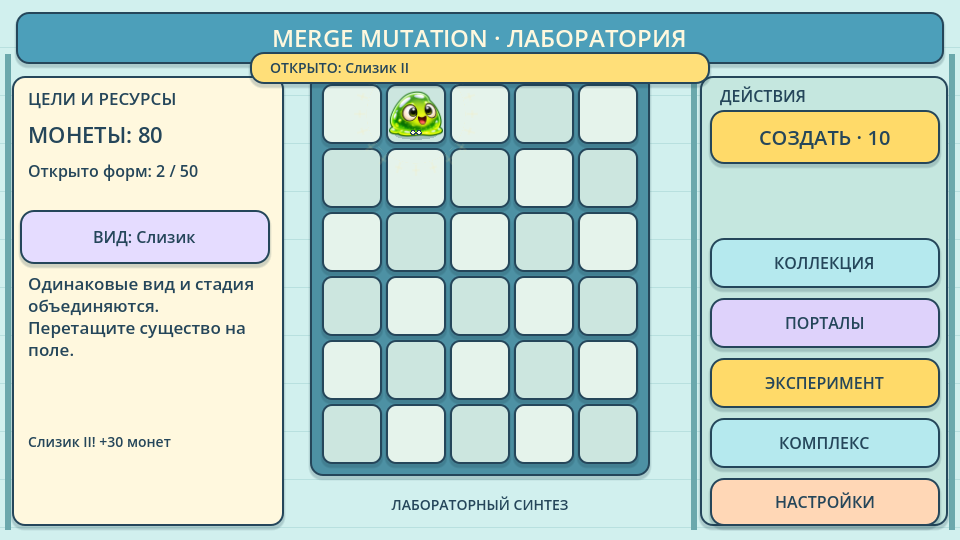 MERGE MUTATION · ЛАБОРАТОРИЯ
ОТКРЫТО: Слизик II
ЦЕЛИ И РЕСУРСЫ
МОНЕТЫ: 80
Открыто форм: 2 / 50
ВИД: Слизик
Одинаковые вид и стадия
объединяются.
Перетащите существо на
поле.
Слизик II! +30 монет
ЛАБОРАТОРНЫЙ СИНТЕЗ
ДЕЙСТВИЯ
СОЗДАТЬ · 10
КОЛЛЕКЦИЯ
ПОРТАЛЫ
ЭКСПЕРИМЕНТ
КОМПЛЕКС
НАСТРОЙКИ